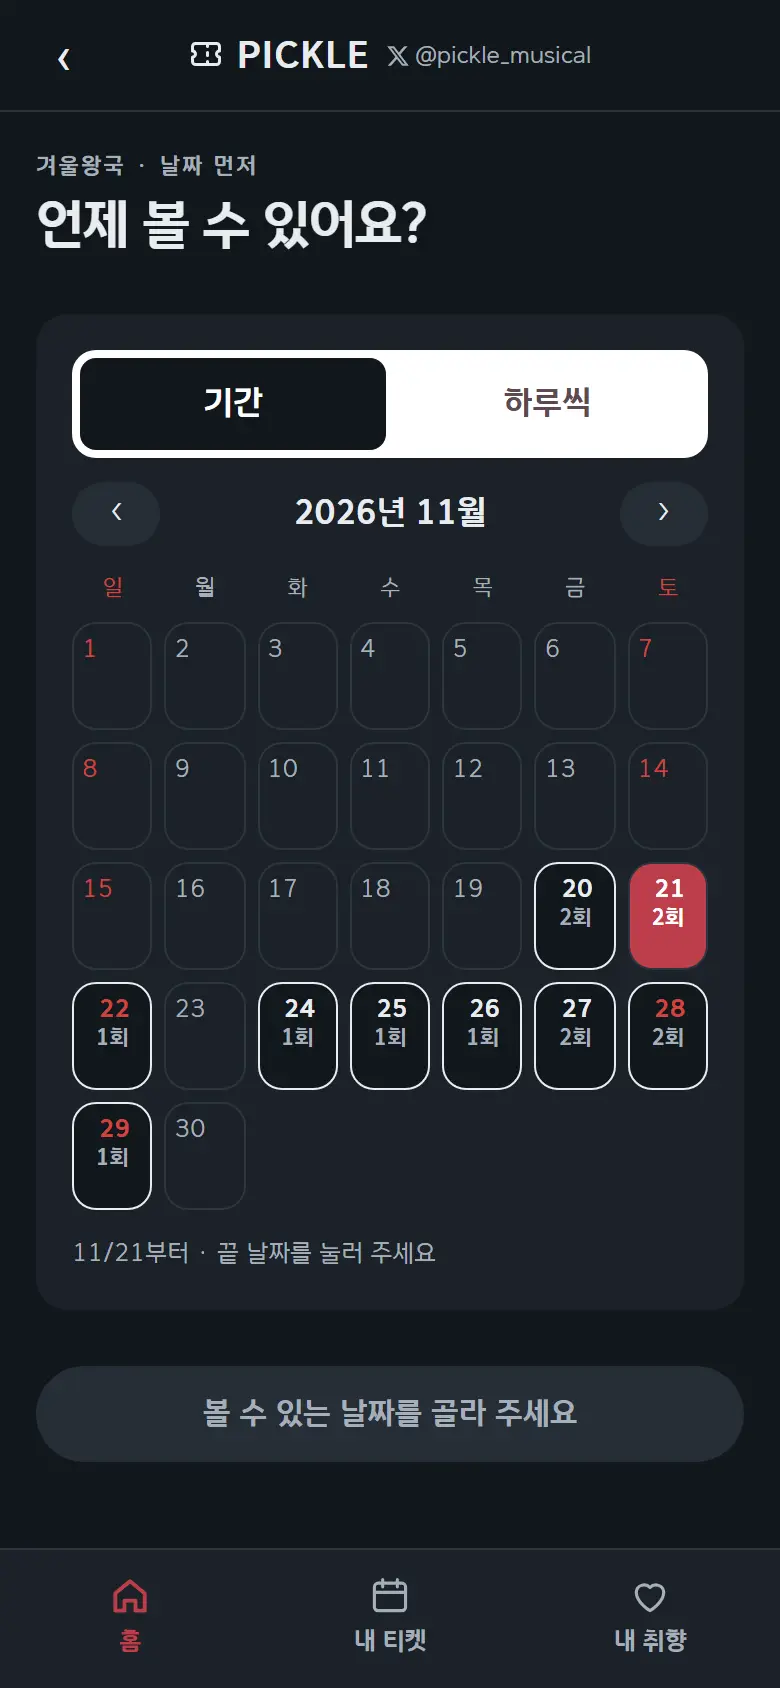 PICKLE @pickle_musical
겨울왕국 · 날짜 먼저
언제 볼 수 있어요?
기간 하루씩
2026년 11월
일 월 화 수 목 금 토
1 2 3 4 5 6 7
8 9 10 11 12 13 14
15 16 17 18 19 20 21
2회 2회
22 23 24 25 26 27 28
1회 1회 1회 1회 2회 2회
29 30
1회
11/21부터 · 끝 날짜를 눌러 주세요
볼 수 있는 날짜를 골라 주세요
홈 내 티켓 내 취향